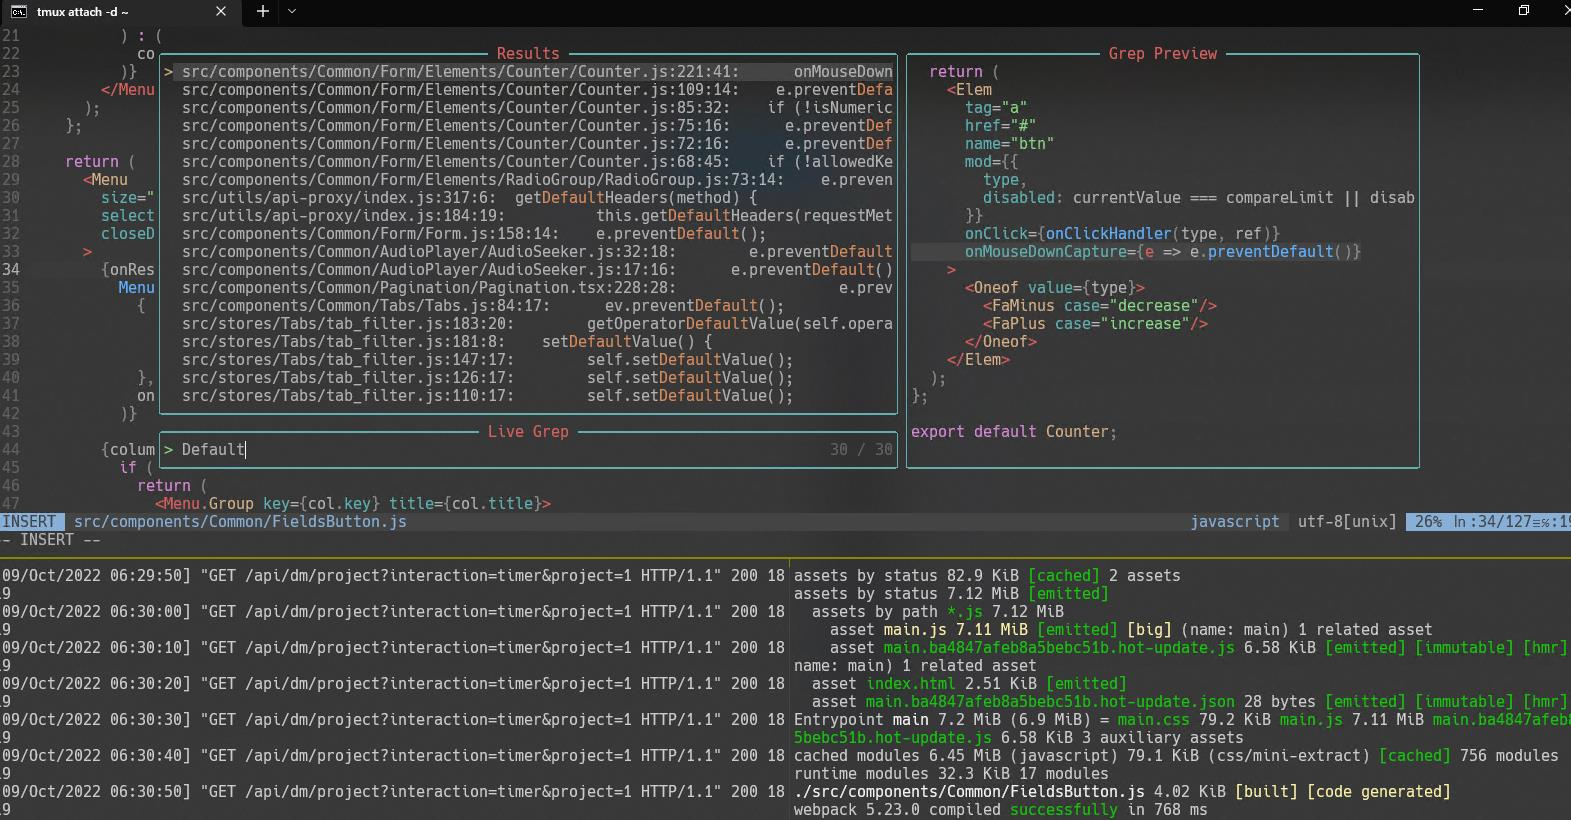 tmux attach -d ~
21 ) : (
22 co
23 )}
24 </Menu
25 );
26 };
27
28 return (
29 <Menu
30 size="
31 select
32 closeD
33 >
34 {onRes
35 Menu
36 {
37
38
39
40 },
41 on
42 )}
43
44 {colum
45 if (
46 return (
47 <Menu.Group key={col.key} title={col.title}>
Results
> src/components/Common/Form/Elements/Counter/Counter.js:221:41: onMouseDown
src/components/Common/Form/Elements/Counter/Counter.js:109:14: e.preventDefa
src/components/Common/Form/Elements/Counter/Counter.js:85:32: if (!isNumeric
src/components/Common/Form/Elements/Counter/Counter.js:75:16: e.preventDef
src/components/Common/Form/Elements/Counter/Counter.js:72:16: e.preventDef
src/components/Common/Form/Elements/Counter/Counter.js:68:45: if (!allowedKe
src/components/Common/Form/Elements/RadioGroup/RadioGroup.js:73:14: e.preven
src/utils/api-proxy/index.js:317:6: getDefaultHeaders(method) {
src/utils/api-proxy/index.js:184:19: this.getDefaultHeaders(requestMet
src/components/Common/Form/Form.js:158:14: e.preventDefault();
src/components/Common/AudioPlayer/AudioSeeker.js:32:18: e.preventDefault
src/components/Common/AudioPlayer/AudioSeeker.js:17:16: e.preventDefault()
src/components/Common/Pagination/Pagination.tsx:228:28: e.prev
src/components/Common/Tabs/Tabs.js:84:17: ev.preventDefault();
src/stores/Tabs/tab_filter.js:183:20: getOperatorDefaultValue(self.opera
src/stores/Tabs/tab_filter.js:181:8: setDefaultValue() {
src/stores/Tabs/tab_filter.js:147:17: self.setDefaultValue();
src/stores/Tabs/tab_filter.js:126:17: self.setDefaultValue();
src/stores/Tabs/tab_filter.js:110:17: self.setDefaultValue();
Live Grep
> Default 30 / 30
Grep Preview
return (
<Elem
tag="a"
href="#"
name="btn"
mod={{
type,
disabled: currentValue === compareLimit || disab
}}
onClick={onClickHandler(type, ref)}
onMouseDownCapture={e => e.preventDefault()}
>
<Oneof value={type}>
<FaMinus case="decrease"/>
<FaPlus case="increase"/>
</Oneof>
</Elem>
);
};
export default Counter;
INSERT src/components/Common/FieldsButton.js javascript utf-8[unix] 26% ln :34/127≡℅:19
-- INSERT --
09/Oct/2022 06:29:50] "GET /api/dm/project?interaction=timer&project=1 HTTP/1.1" 200 18
19
09/Oct/2022 06:30:00] "GET /api/dm/project?interaction=timer&project=1 HTTP/1.1" 200 18
19
09/Oct/2022 06:30:10] "GET /api/dm/project?interaction=timer&project=1 HTTP/1.1" 200 18
19
09/Oct/2022 06:30:20] "GET /api/dm/project?interaction=timer&project=1 HTTP/1.1" 200 18
19
09/Oct/2022 06:30:30] "GET /api/dm/project?interaction=timer&project=1 HTTP/1.1" 200 18
19
09/Oct/2022 06:30:40] "GET /api/dm/project?interaction=timer&project=1 HTTP/1.1" 200 18
19
09/Oct/2022 06:30:50] "GET /api/dm/project?interaction=timer&project=1 HTTP/1.1" 200 18
19
assets by status 82.9 KiB [cached] 2 assets
assets by status 7.12 MiB [emitted]
assets by path *.js 7.12 MiB
asset main.js 7.11 MiB [emitted] [big] (name: main) 1 related asset
asset main.ba4847afeb8a5bebc51b.hot-update.js 6.58 KiB [emitted] [immutable] [hmr]
name: main) 1 related asset
asset index.html 2.51 KiB [emitted]
asset main.ba4847afeb8a5bebc51b.hot-update.json 28 bytes [emitted] [immutable] [hmr]
Entrypoint main 7.2 MiB (6.9 MiB) = main.css 79.2 KiB main.js 7.11 MiB main.ba4847afeb8
5bebc51b.hot-update.js 6.58 KiB 3 auxiliary assets
cached modules 6.45 MiB (javascript) 79.1 KiB (css/mini-extract) [cached] 756 modules
runtime modules 32.3 KiB 17 modules
./src/components/Common/FieldsButton.js 4.02 KiB [built] [code generated]
webpack 5.23.0 compiled successfully in 768 ms